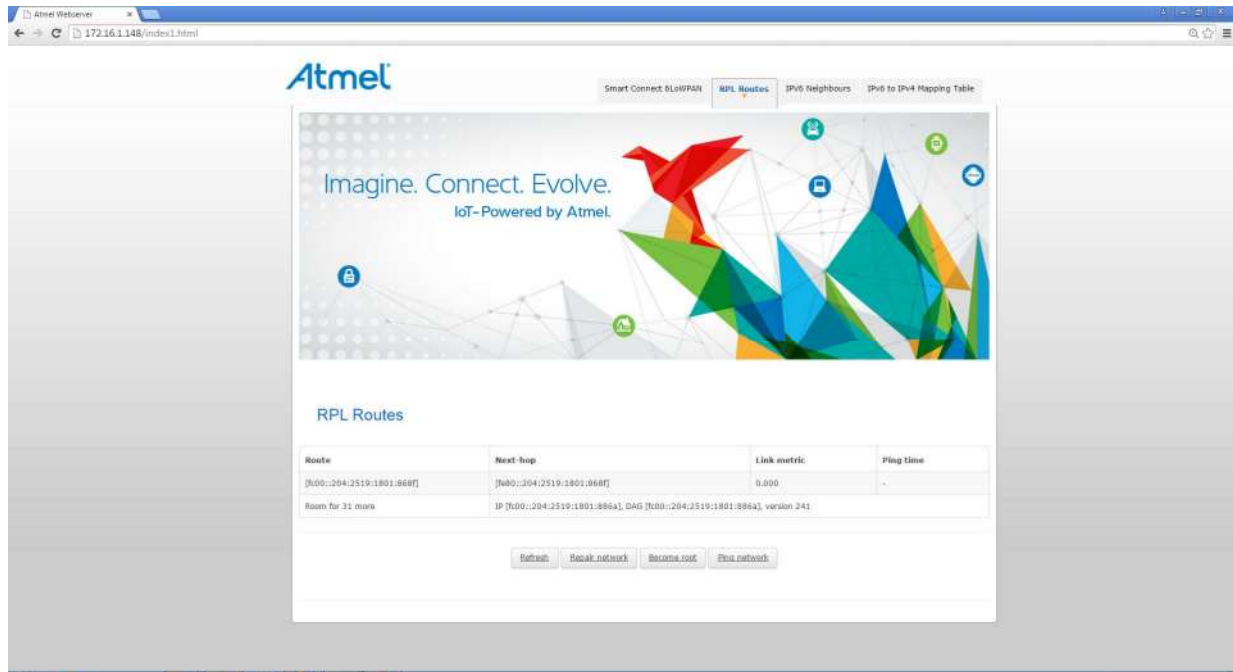 Atmel Webserver
172.16.1.148/index1.html
Atmel
Smart Connect 6LoWPAN RPL Routes IPV6 Neighbours IPv6 to IPv4 Mapping Table
Imagine. Connect. Evolve.
IoT-Powered by Atmel.
RPL Routes
Route Next-hop Link metric Ping time
[fc00::204:2519:1801:868f] [fe80::204:2519:1801:868f] 0.000 -
Room for 31 more IP [fc00::204:2519:1801:886a], DAG [fc00::204:2519:1801:886a], version 241
Refresh Repair network Become root Ping network